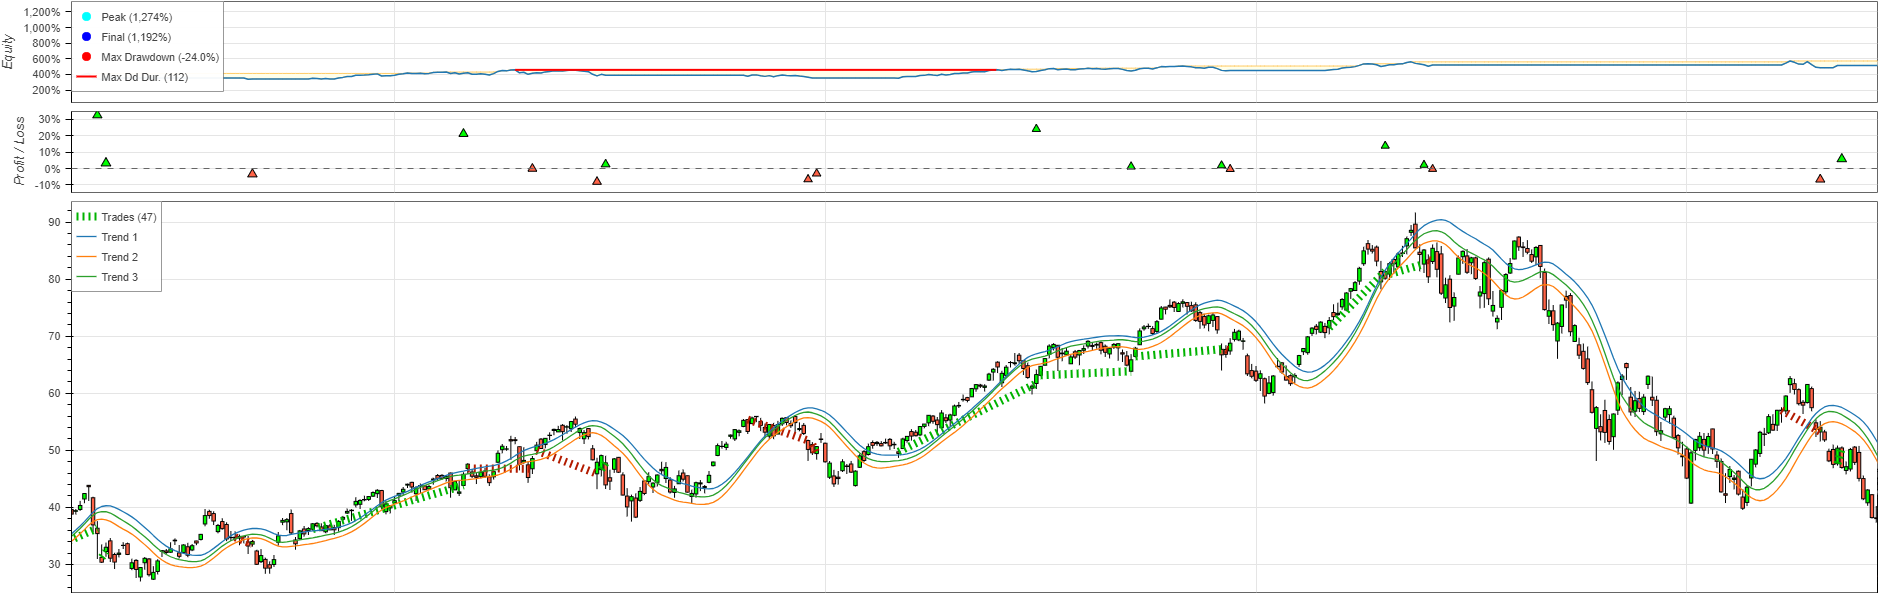 Equity
1,200%
1,000%
800%
600%
400%
200%
Peak (1,274%)
Final (1,192%)
Max Drawdown (-24.0%)
Max Dd Dur. (112)
Profit / Loss
30%
20%
10%
0%
-10%
90
80
70
60
50
40
30
Trades (47)
Trend 1
Trend 2
Trend 3